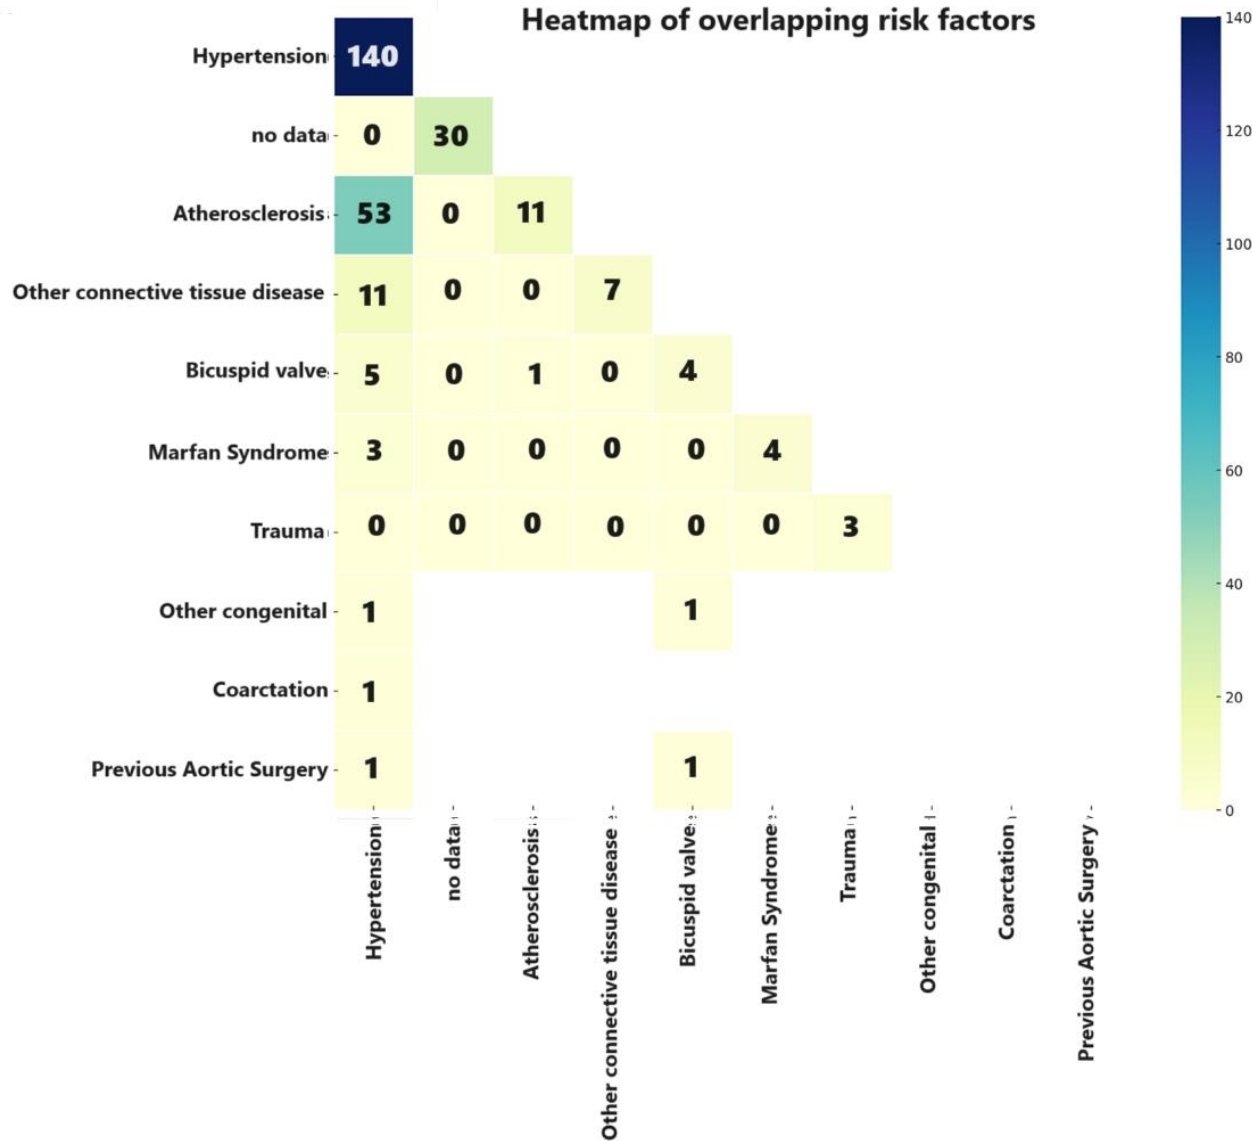 Heatmap of overlapping risk factors
Hypertension 140
no data 0 30
Atherosclerosis 53 0 11
Other connective tissue disease 11 0 0 7
Bicuspid valve 5 0 1 0 4
Marfan Syndrome 3 0 0 0 0 4
Trauma 0 0 0 0 0 0 3
Other congenital 1 1
Coarctation 1
Previous Aortic Surgery 1 1
Hypertension
no data
Atherosclerosis
Other connective tissue disease
Bicuspid valve
Marfan Syndrome
Trauma
Other congenital
Coarctation
Previous Aortic Surgery
140
120
100
80
60
40
20
0